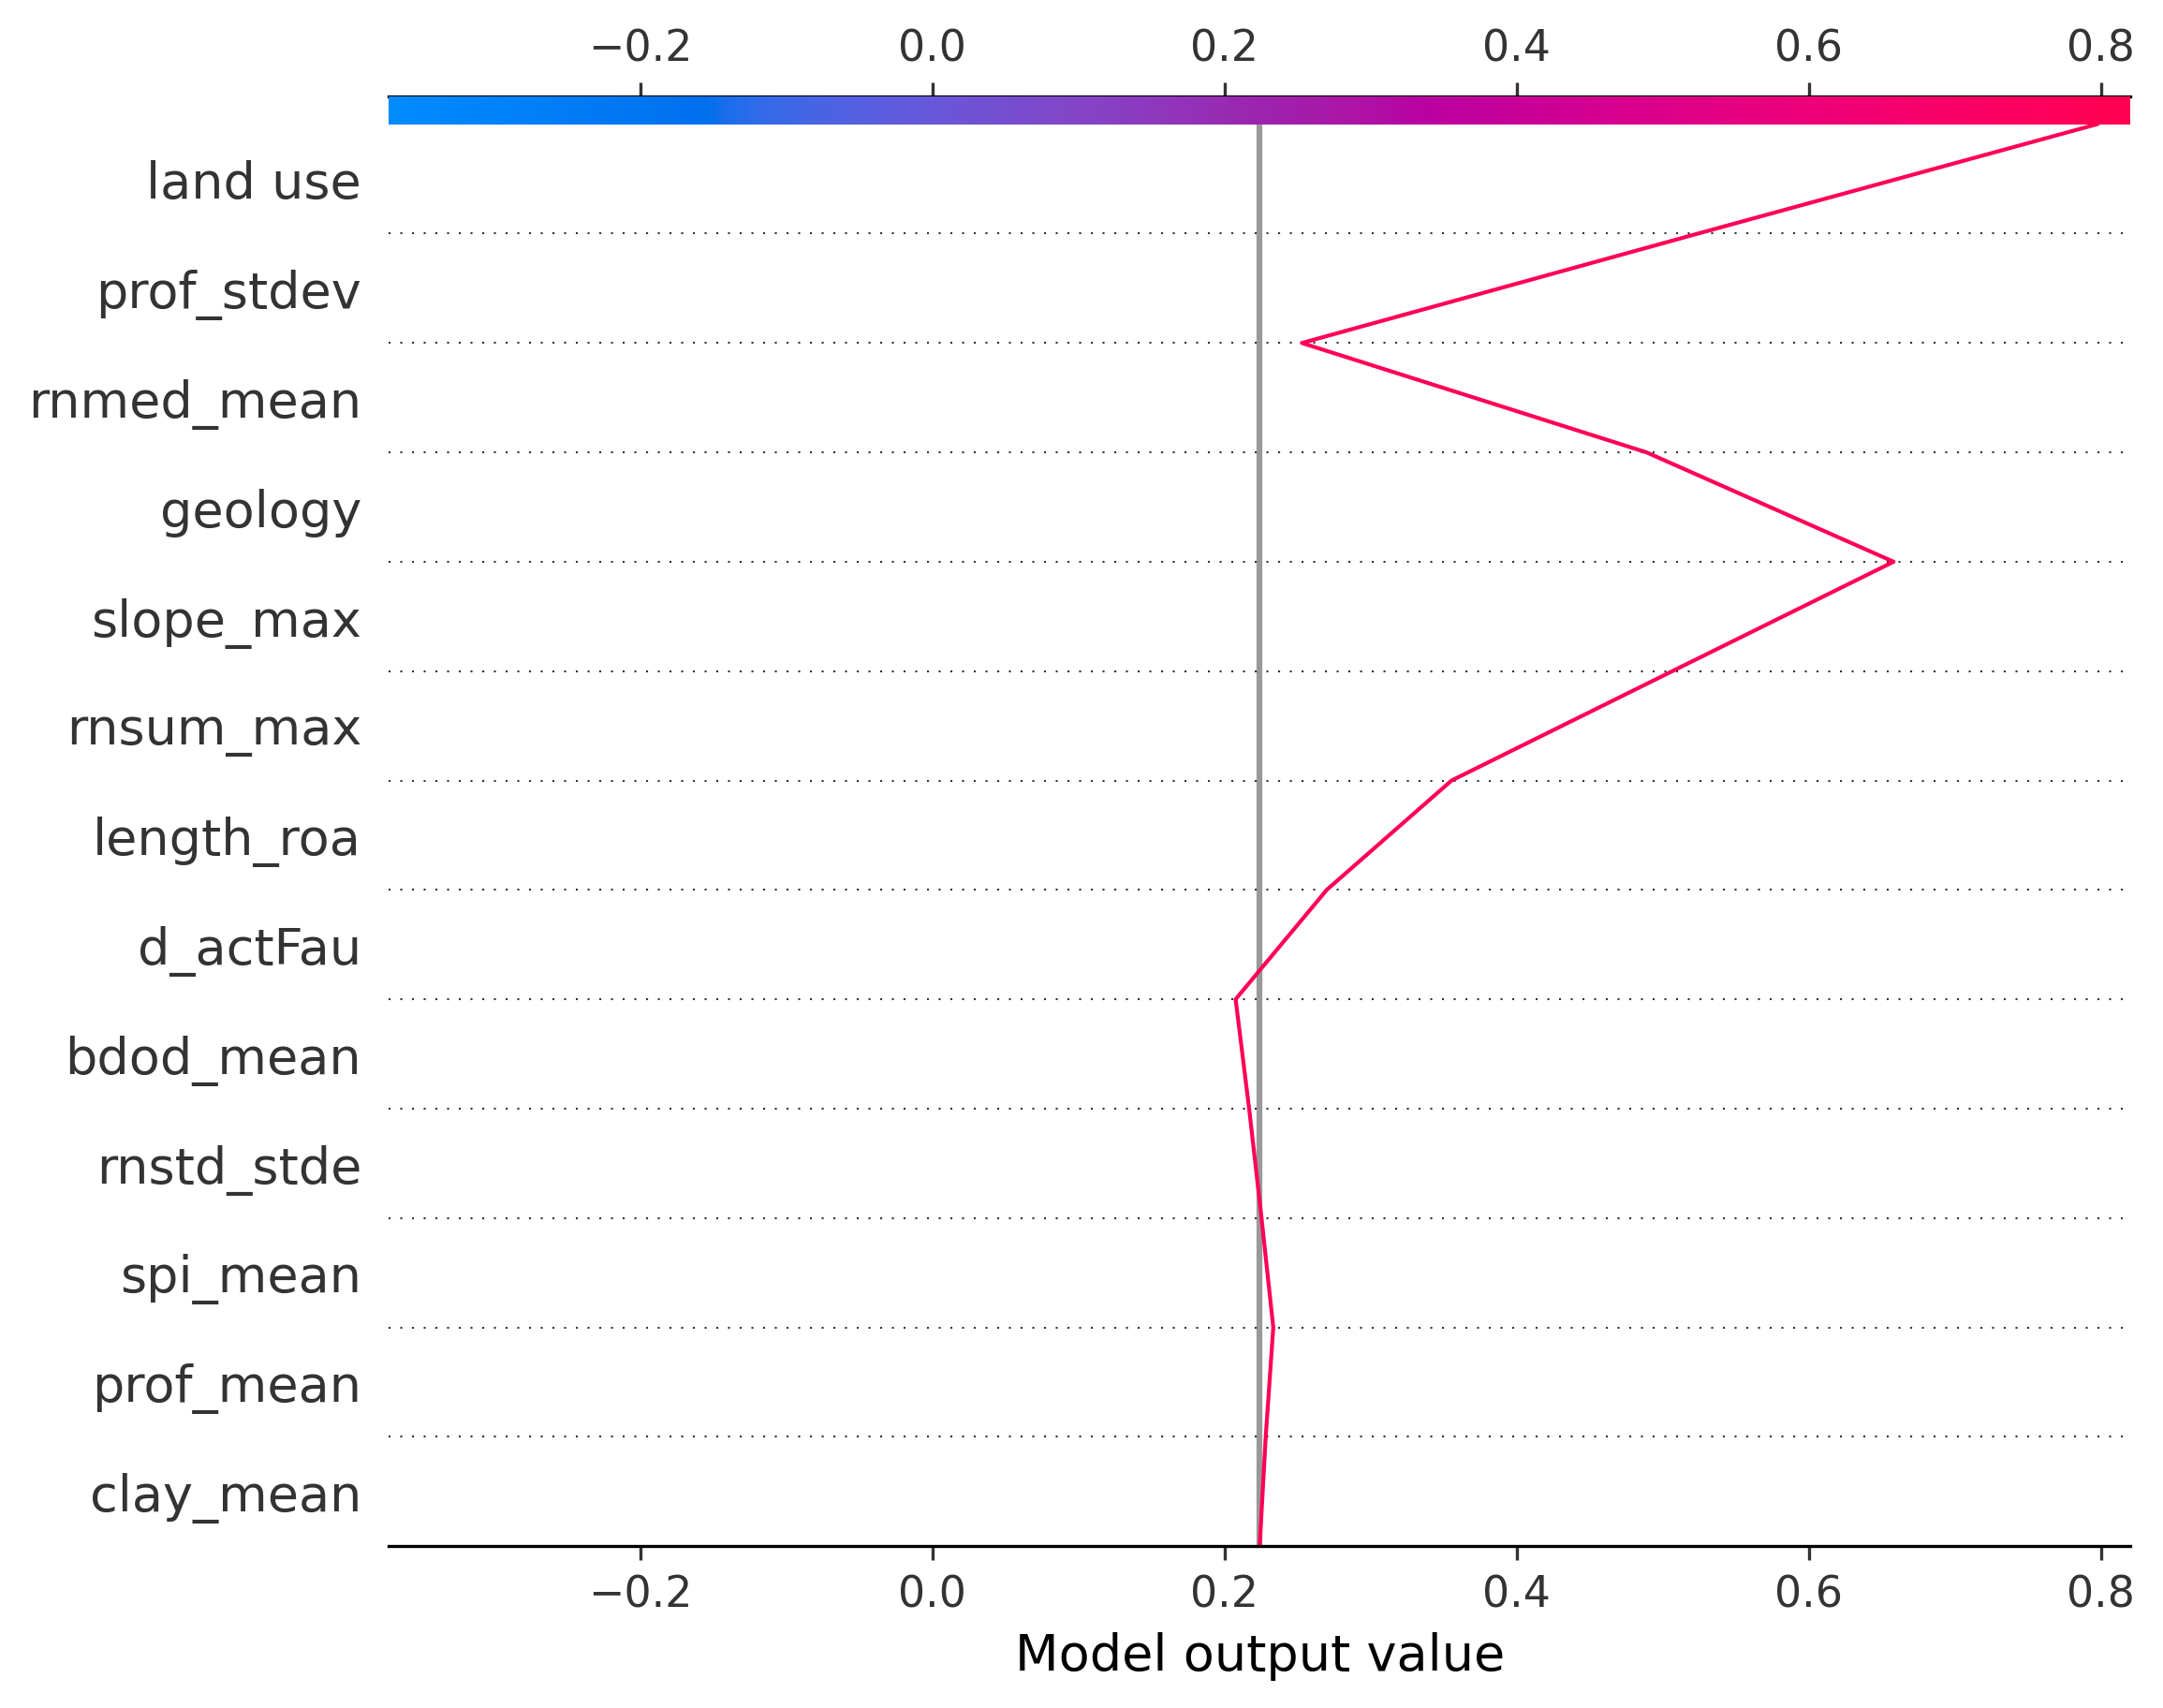 −0.2 0.0 0.2 0.4 0.6 0.8
land use
prof_stdev
rnmed_mean
geology
slope_max
rnsum_max
length_roa
d_actFau
bdod_mean
rnstd_stde
spi_mean
prof_mean
clay_mean
−0.2 0.0 0.2 0.4 0.6 0.8
Model output value